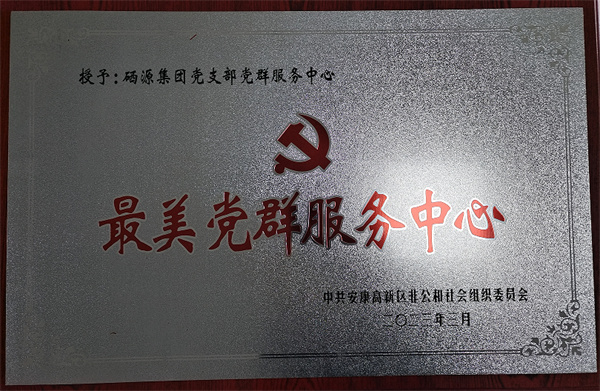 授予：硒源集团党支部党群服务中心
最美党群服务中心
中共安康高新区非公和社会组织委员会
二〇二三年三月